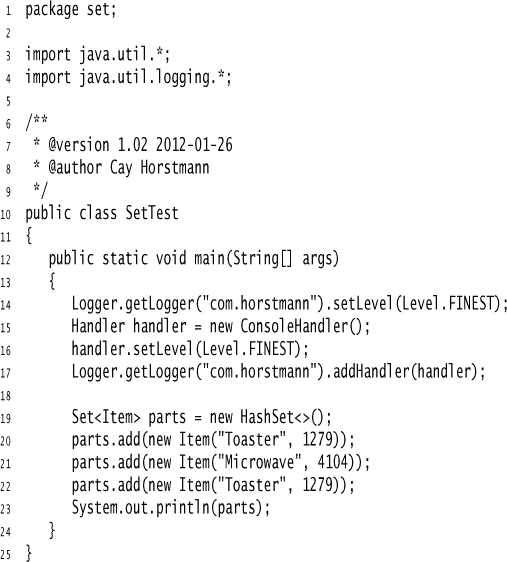 1 package set;
2
3 import java.util.*;
4 import java.util.logging.*;
5
6 /**
7  * @version 1.02 2012-01-26
8  * @author Cay Horstmann
9  */
10 public class SetTest
11 {
12    public static void main(String[] args)
13    {
14       Logger.getLogger("com.horstmann").setLevel(Level.FINEST);
15       Handler handler = new ConsoleHandler();
16       handler.setLevel(Level.FINEST);
17       Logger.getLogger("com.horstmann").addHandler(handler);
18
19       Set<Item> parts = new HashSet<>();
20       parts.add(new Item("Toaster", 1279));
21       parts.add(new Item("Microwave", 4104));
22       parts.add(new Item("Toaster", 1279));
23       System.out.println(parts);
24    }
25 }